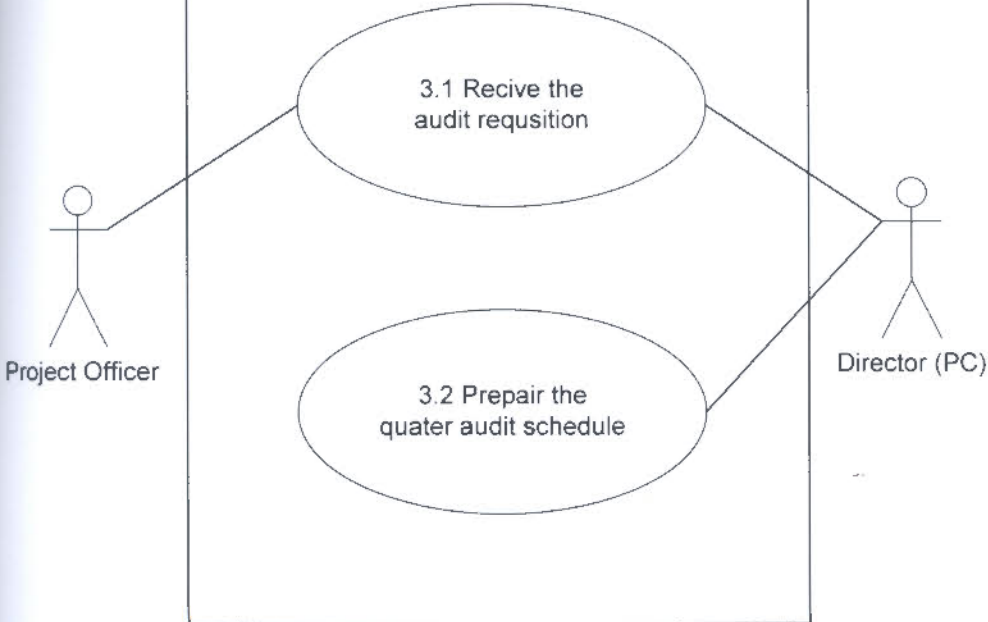 3.1 Recive the
audit requsition
Project Officer
Director (PC)
3.2 Prepair the
quater audit schedule